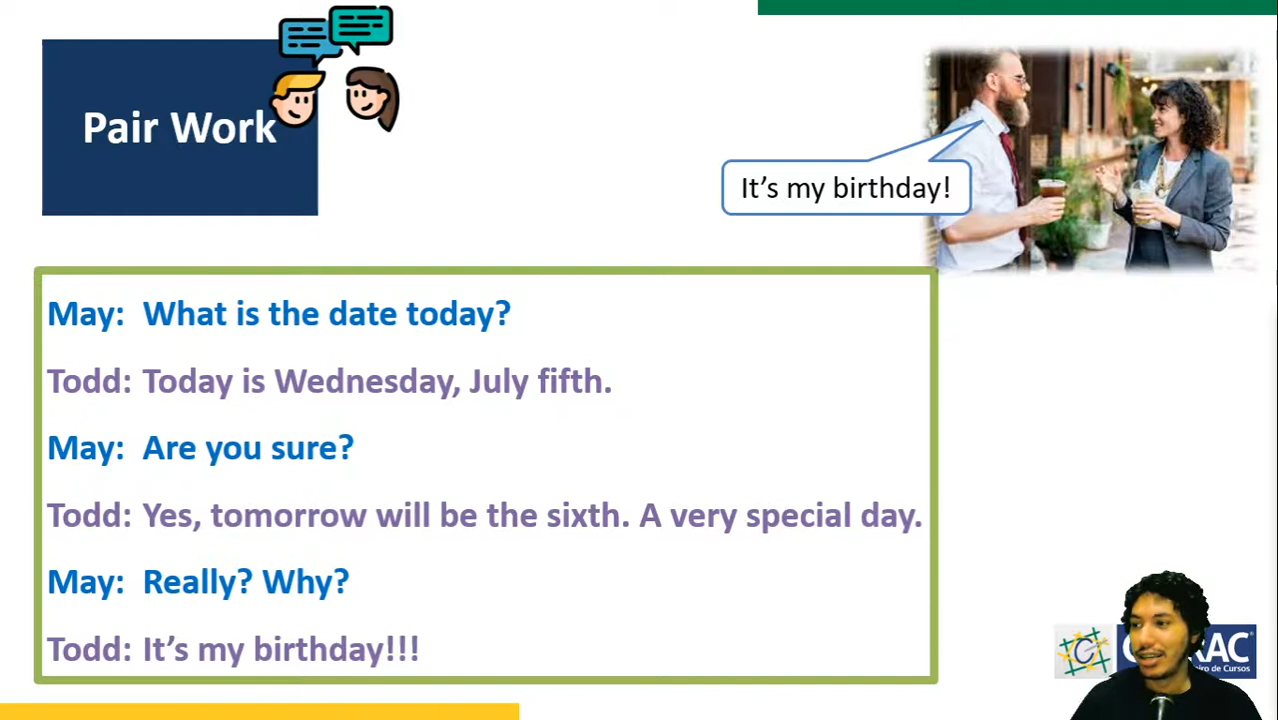 Pair Work
It's my birthday!
May: What is the date today?
Todd: Today is Wednesday, July fifth.
May: Are you sure?
Todd: Yes, tomorrow will be the sixth. A very special day.
May: Really? Why?
Todd: It's my birthday!!!